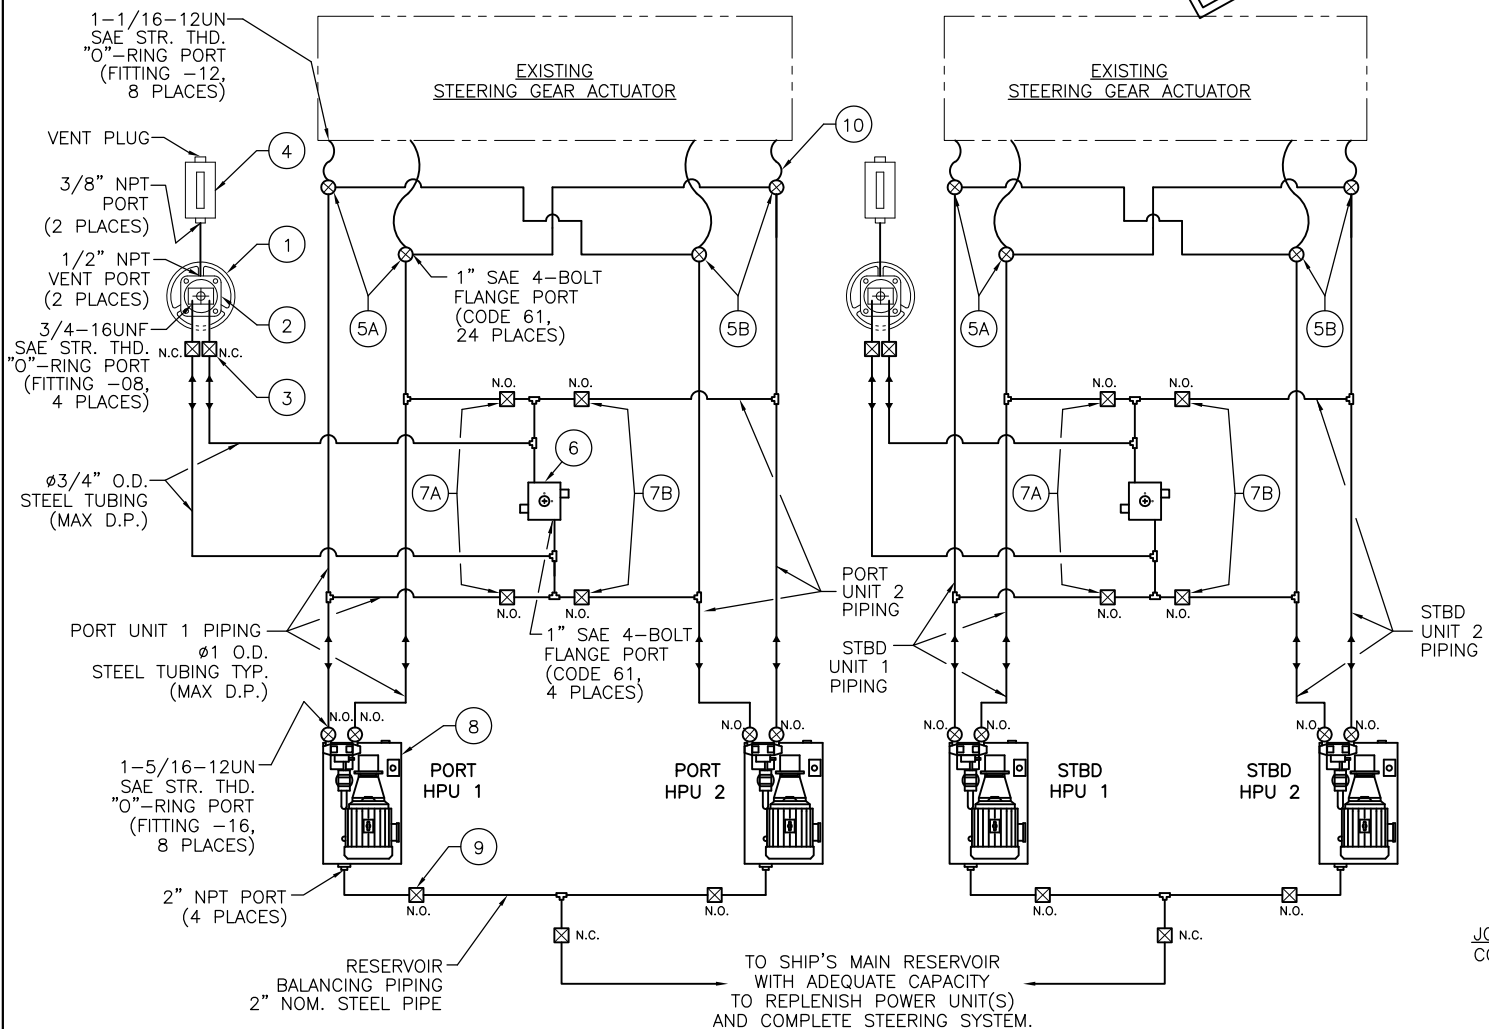 1-1/16-12UN
SAE STR. THD.
"O"-RING PORT
(FITTING -12,
8 PLACES)
EXISTING
STEERING GEAR ACTUATOR
EXISTING
STEERING GEAR ACTUATOR
VENT PLUG
4
10
3/8" NPT
PORT
(2 PLACES)
1
1/2" NPT
VENT PORT
(2 PLACES)
2
1" SAE 4-BOLT
FLANGE PORT
(CODE 61,
24 PLACES)
5A
5B
5A
5B
3/4-16UNF
SAE STR. THD.
"O"-RING PORT
(FITTING -08,
4 PLACES)
N.C.
N.C.
3
N.O.
N.O.
N.O.
N.O.
6
7A
7B
7A
7B
ø3/4" O.D.
STEEL TUBING
(MAX D.P.)
PORT
UNIT 2
PIPING
N.O.
N.O.
N.O.
N.O.
PORT UNIT 1 PIPING
ø1 O.D.
STEEL TUBING TYP.
(MAX D.P.)
1" SAE 4-BOLT
FLANGE PORT
(CODE 61,
4 PLACES)
STBD
UNIT 1
PIPING
STBD
UNIT 2
PIPING
N.O.
N.O.
N.O.
N.O.
N.O.
N.O.
N.O.
N.O.
8
1-5/16-12UN
SAE STR. THD.
"O"-RING PORT
(FITTING -16,
8 PLACES)
PORT
HPU 1
PORT
HPU 2
STBD
HPU 1
STBD
HPU 2
9
2" NPT PORT
(4 PLACES)
N.O.
N.O.
N.O.
N.O.
N.C.
N.C.
RESERVOIR
BALANCING PIPING
2" NOM. STEEL PIPE
TO SHIP'S MAIN RESERVOIR
WITH ADEQUATE CAPACITY
TO REPLENISH POWER UNIT(S)
AND COMPLETE STEERING SYSTEM.